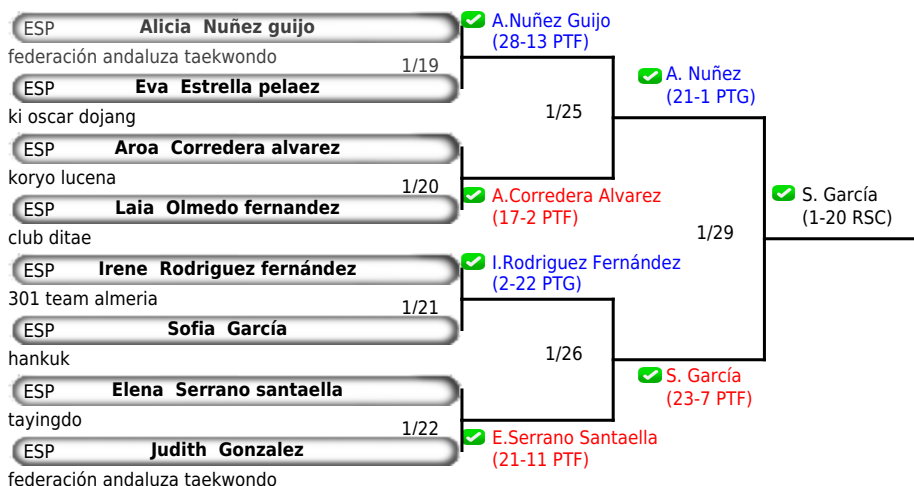 ESP Alicia Nuñez guijo
federación andaluza taekwondo
1/19
ESP Eva Estrella pelaez
ki oscar dojang
ESP Aroa Corredera alvarez
koryo lucena
1/20
ESP Laia Olmedo fernandez
club ditae
ESP Irene Rodriguez fernández
301 team almeria
1/21
ESP Sofia García
hankuk
ESP Elena Serrano santaella
tayingdo
1/22
ESP Judith Gonzalez
federación andaluza taekwondo
A.Nuñez Guijo
(28-13 PTF)
1/25
A.Corredera Alvarez
(17-2 PTF)
I.Rodriguez Fernández
(2-22 PTG)
1/26
E.Serrano Santaella
(21-11 PTF)
A. Nuñez
(21-1 PTG)
1/29
S. García
(23-7 PTF)
S. García
(1-20 RSC)